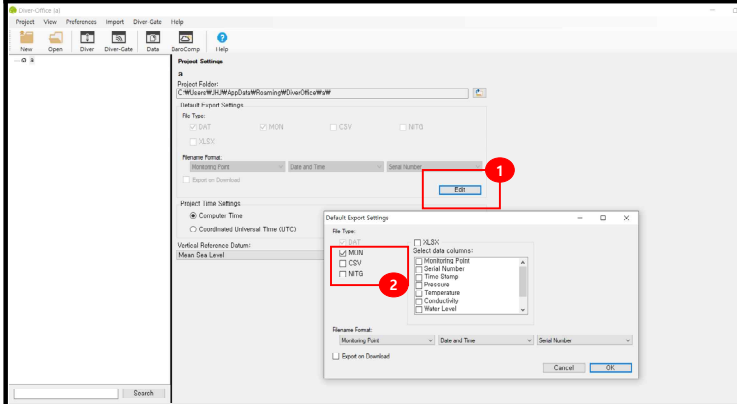 Diver-Office [a]
Project View Preferences Import Diver-Gate Help
New Open Diver Diver-Gate Data BaroComp Help
a
Project Settings
a
Project Folder:
C:₩Users₩JHJ₩AppData₩Roaming₩DiverOffice₩a₩
Default Export Settings
File Type:
DAT MON CSV NITG
XLSX
Filename Format:
Monitoring Point Date and Time Serial Number
Export on Download
1
Edit
Project Time Settings
Computer Time
Coordinated Universal Time (UTC)
Vertical Reference Datum:
Mean Sea Level
Default Export Settings
File Type:
DAT
MON
CSV
NITG
2
XLSX
Select data columns:
Monitoring Point
Serial Number
Time Stamp
Pressure
Temperature
Conductivity
Water Level
Filename Format:
Monitoring Point Date and Time Serial Number
Export on Download
Cancel OK
Search